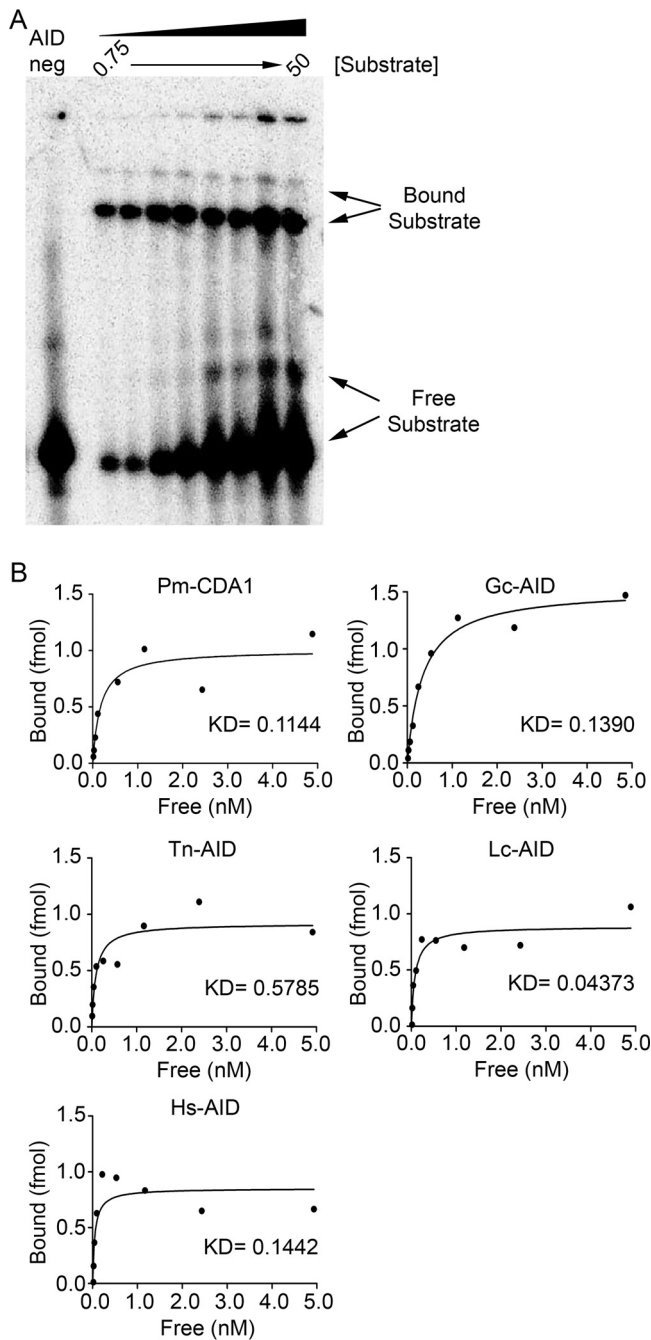 A
AID
neg
0.75
50
[Substrate]
Bound
Substrate
Free
Substrate
B
Pm-CDA1
Bound (fmol)
1.5
1.0
0.5
0.0
KD= 0.1144
0.0 1.0 2.0 3.0 4.0 5.0
Free (nM)
Gc-AID
Bound (fmol)
1.5
1.0
0.5
0.0
KD= 0.1390
0.0 1.0 2.0 3.0 4.0 5.0
Free (nM)
Tn-AID
Bound (fmol)
1.5
1.0
0.5
0.0
KD= 0.5785
0.0 1.0 2.0 3.0 4.0 5.0
Free (nM)
Lc-AID
Bound (fmol)
1.5
1.0
0.5
0.0
KD= 0.04373
0.0 1.0 2.0 3.0 4.0 5.0
Free (nM)
Hs-AID
Bound (fmol)
1.5
1.0
0.5
0.0
KD= 0.1442
0.0 1.0 2.0 3.0 4.0 5.0
Free (nM)